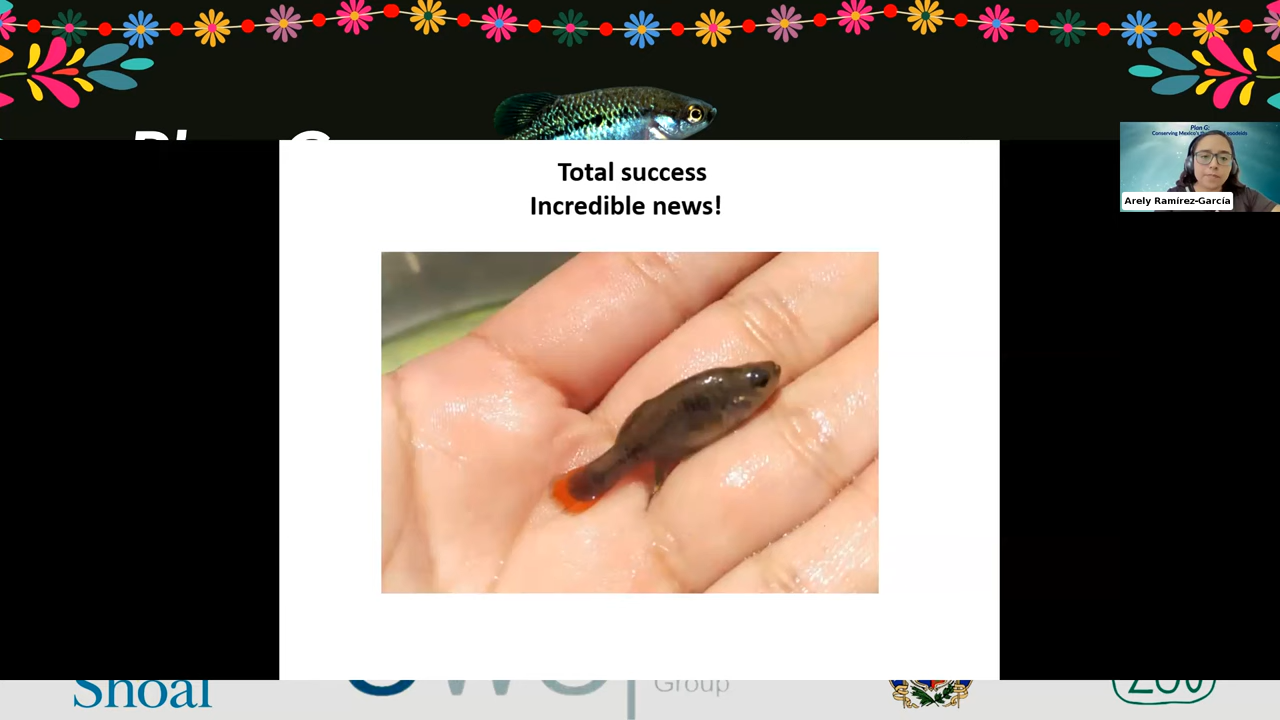 Total success
Incredible news!
Plan G:
Conserving Mexico's
Arely Ramírez-García
Shoal
Group